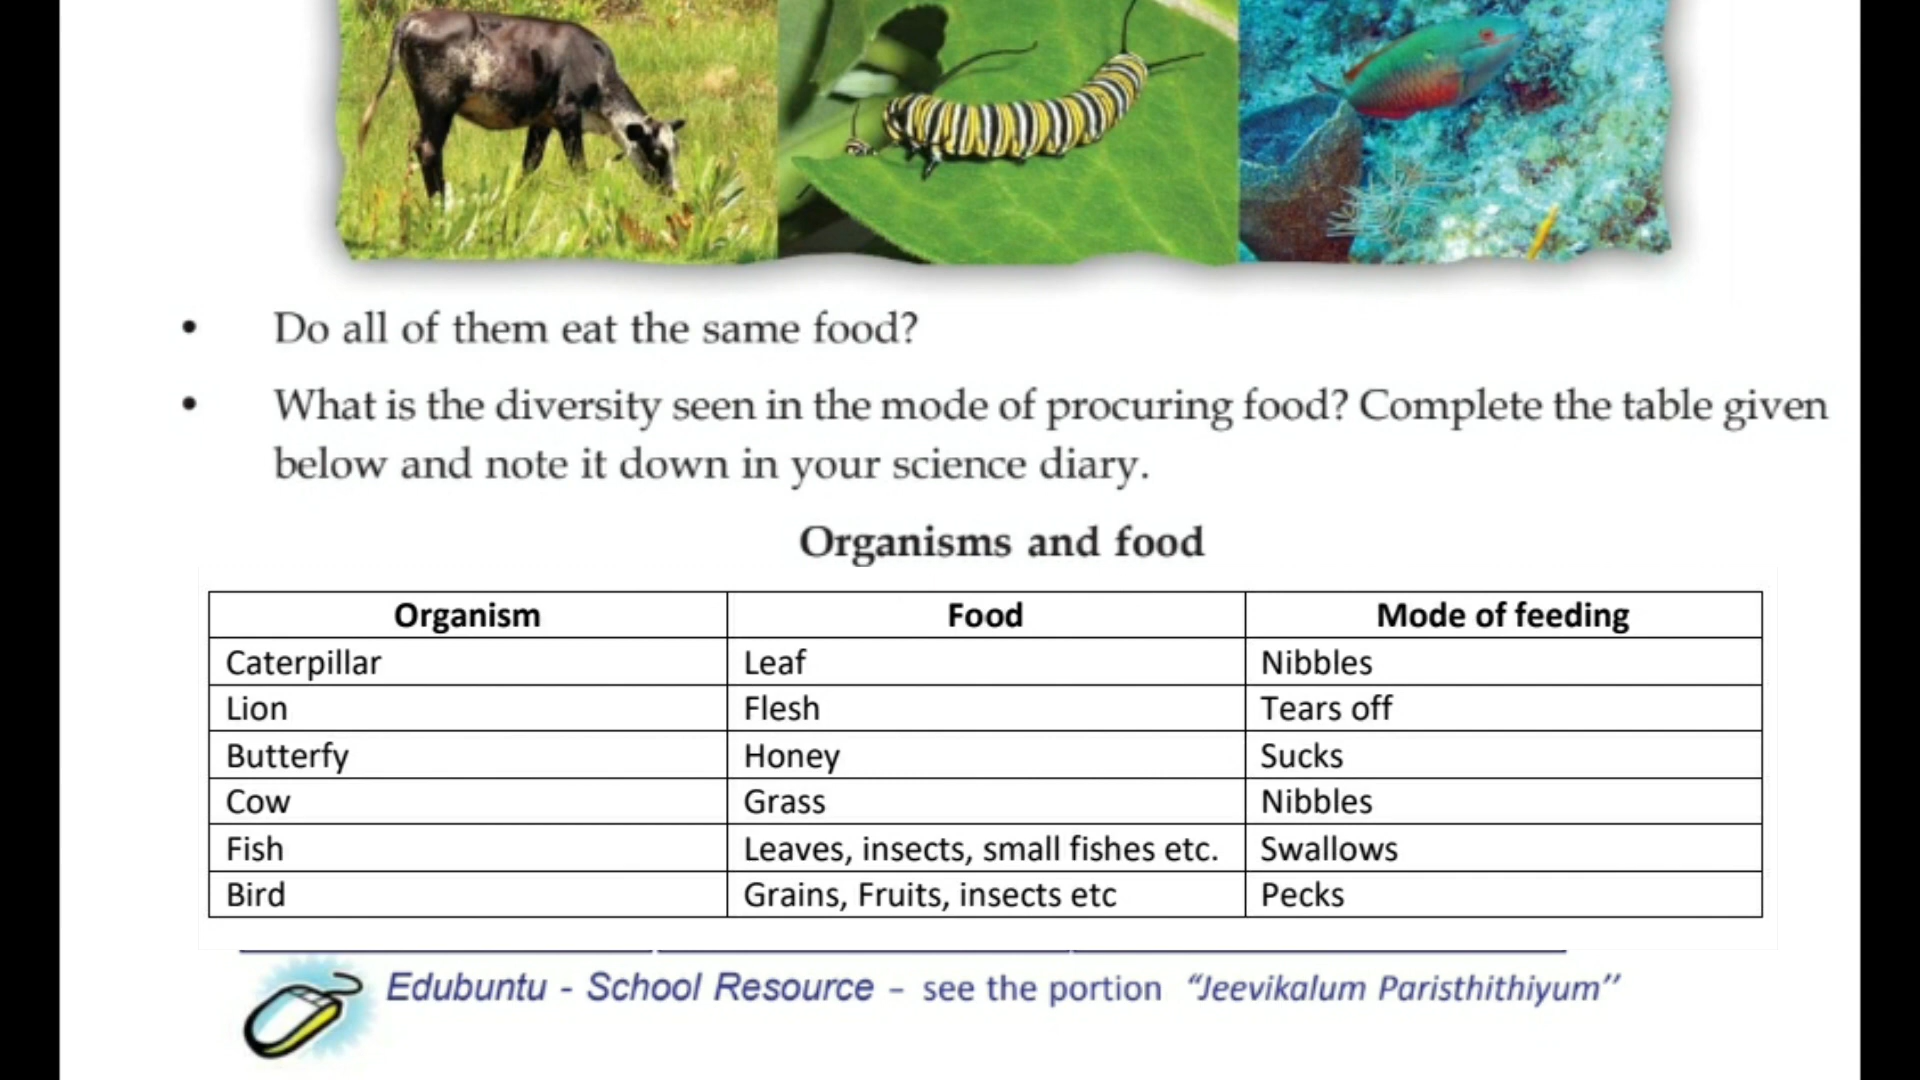 • Do all of them eat the same food?
• What is the diversity seen in the mode of procuring food? Complete the table given
below and note it down in your science diary.
Organisms and food
Organism Food Mode of feeding
Caterpillar Leaf Nibbles
Lion Flesh Tears off
Butterfy Honey Sucks
Cow Grass Nibbles
Fish Leaves, insects, small fishes etc. Swallows
Bird Grains, Fruits, insects etc Pecks
Edubuntu - School Resource – see the portion “Jeevikalum Paristhithiyum’’